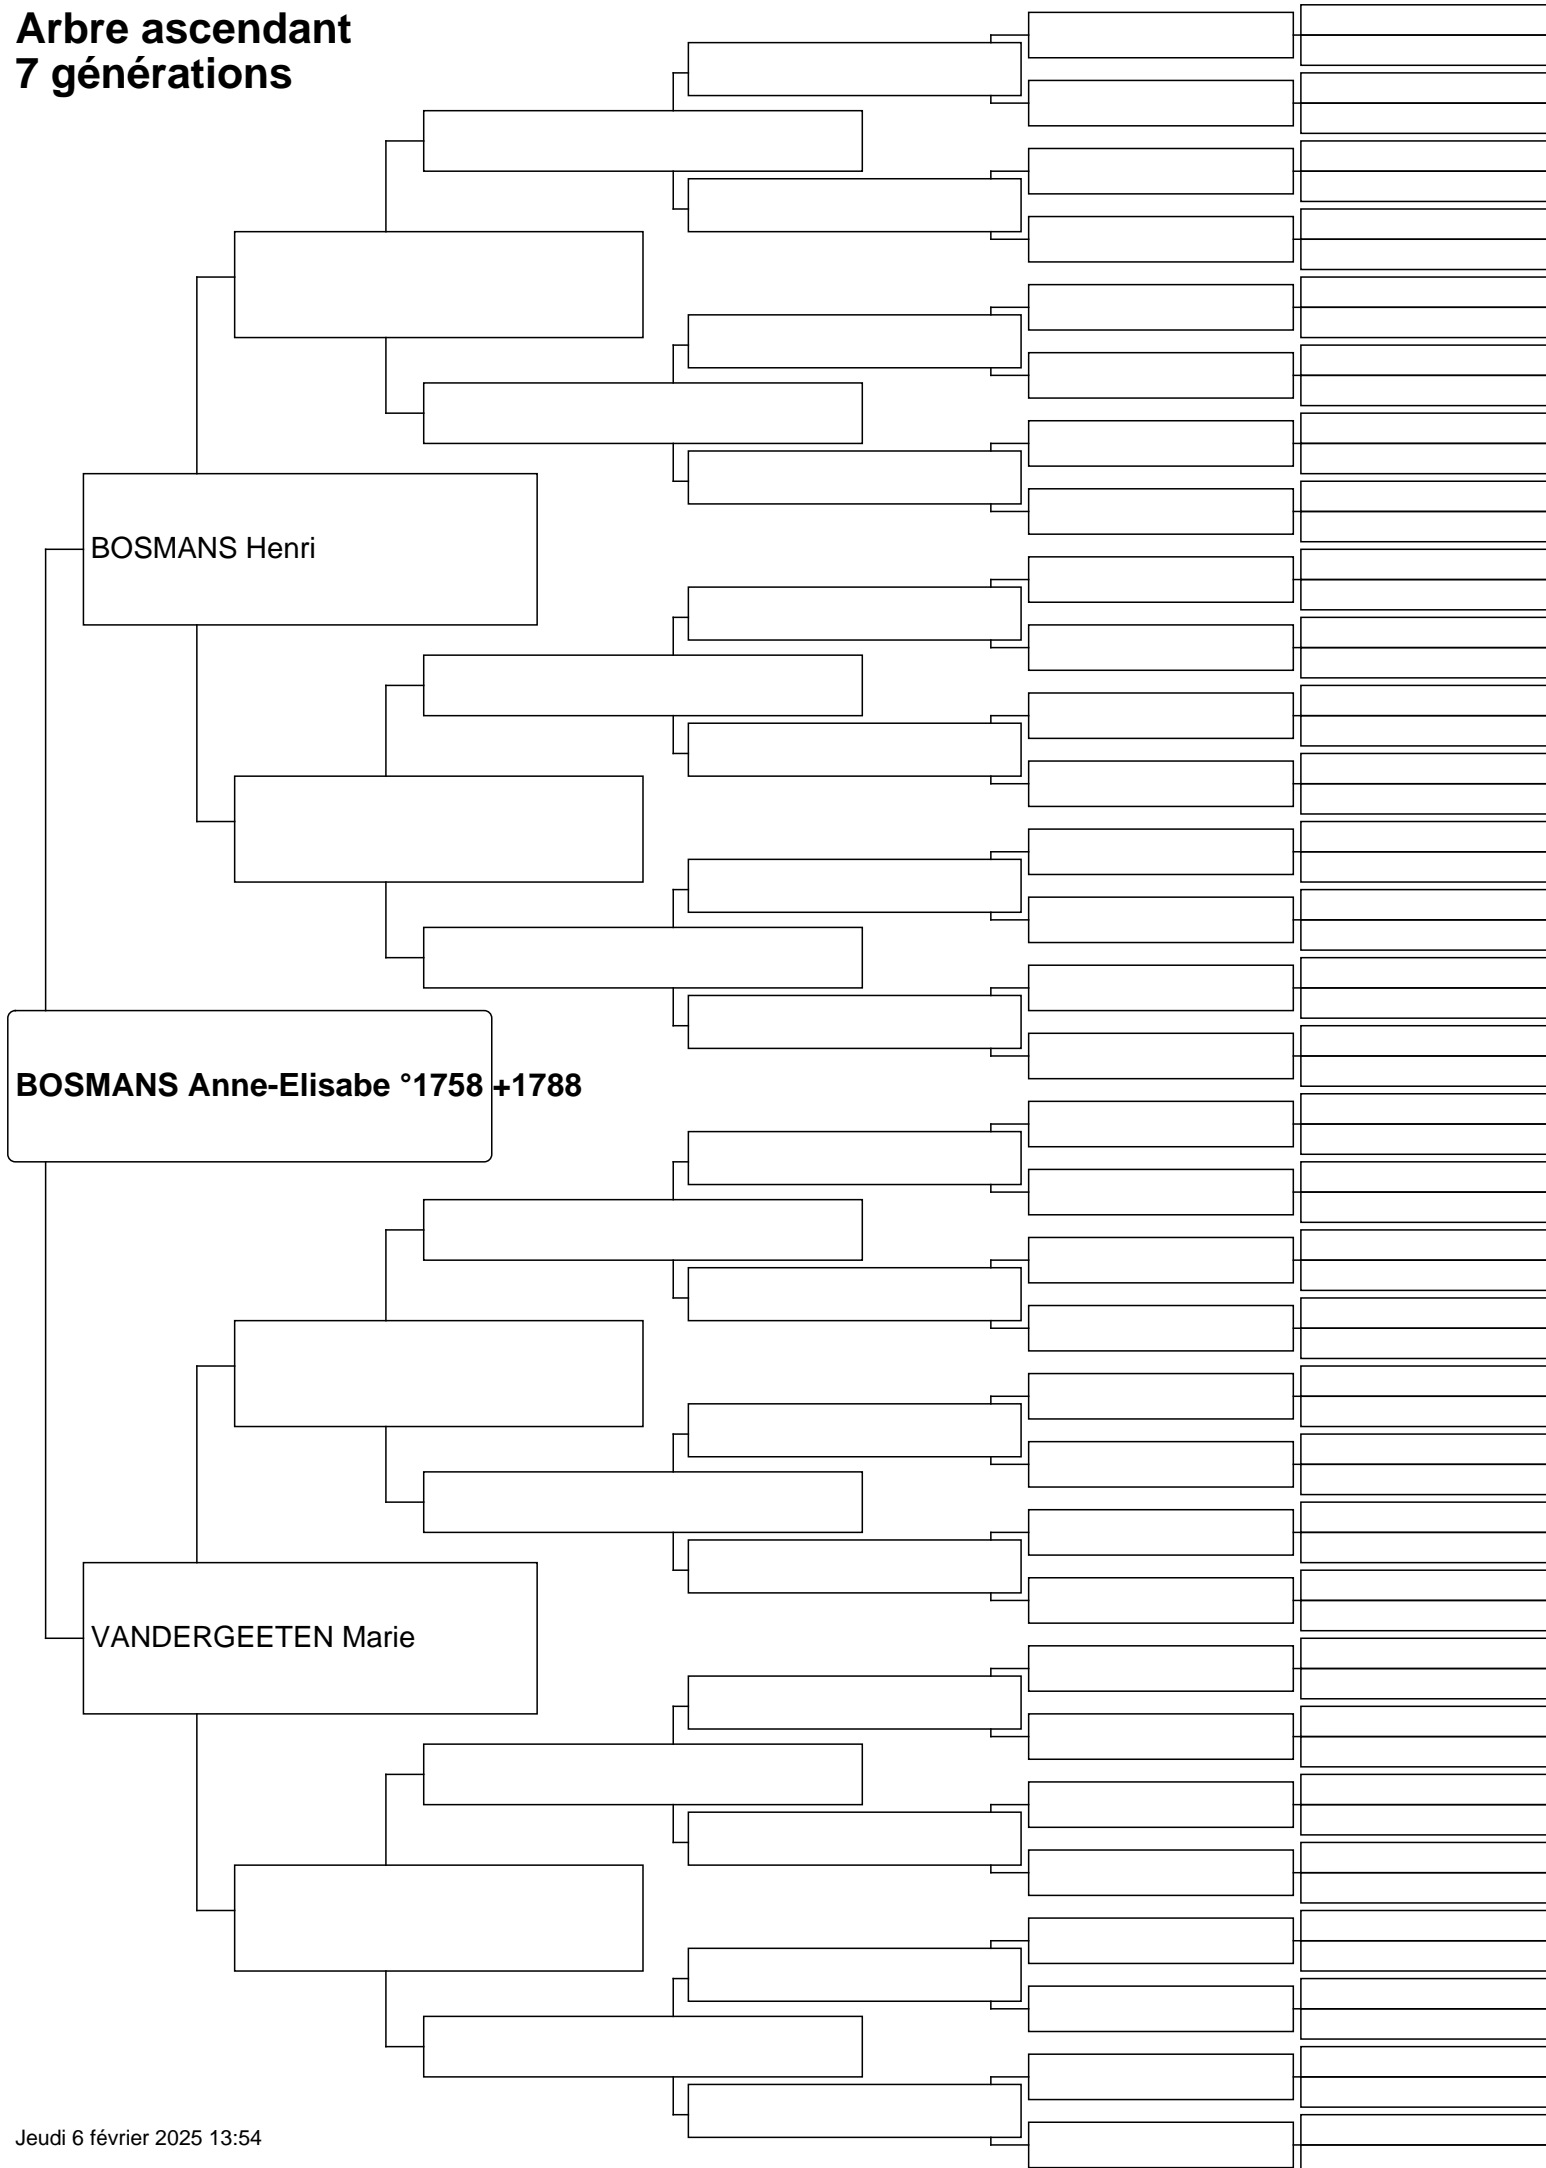 Arbre ascendant
7 générations
BOSMANS Henri
BOSMANS Anne-Elisabe °1758 +1788
VANDERGEETEN Marie
Jeudi 6 février 2025 13:54